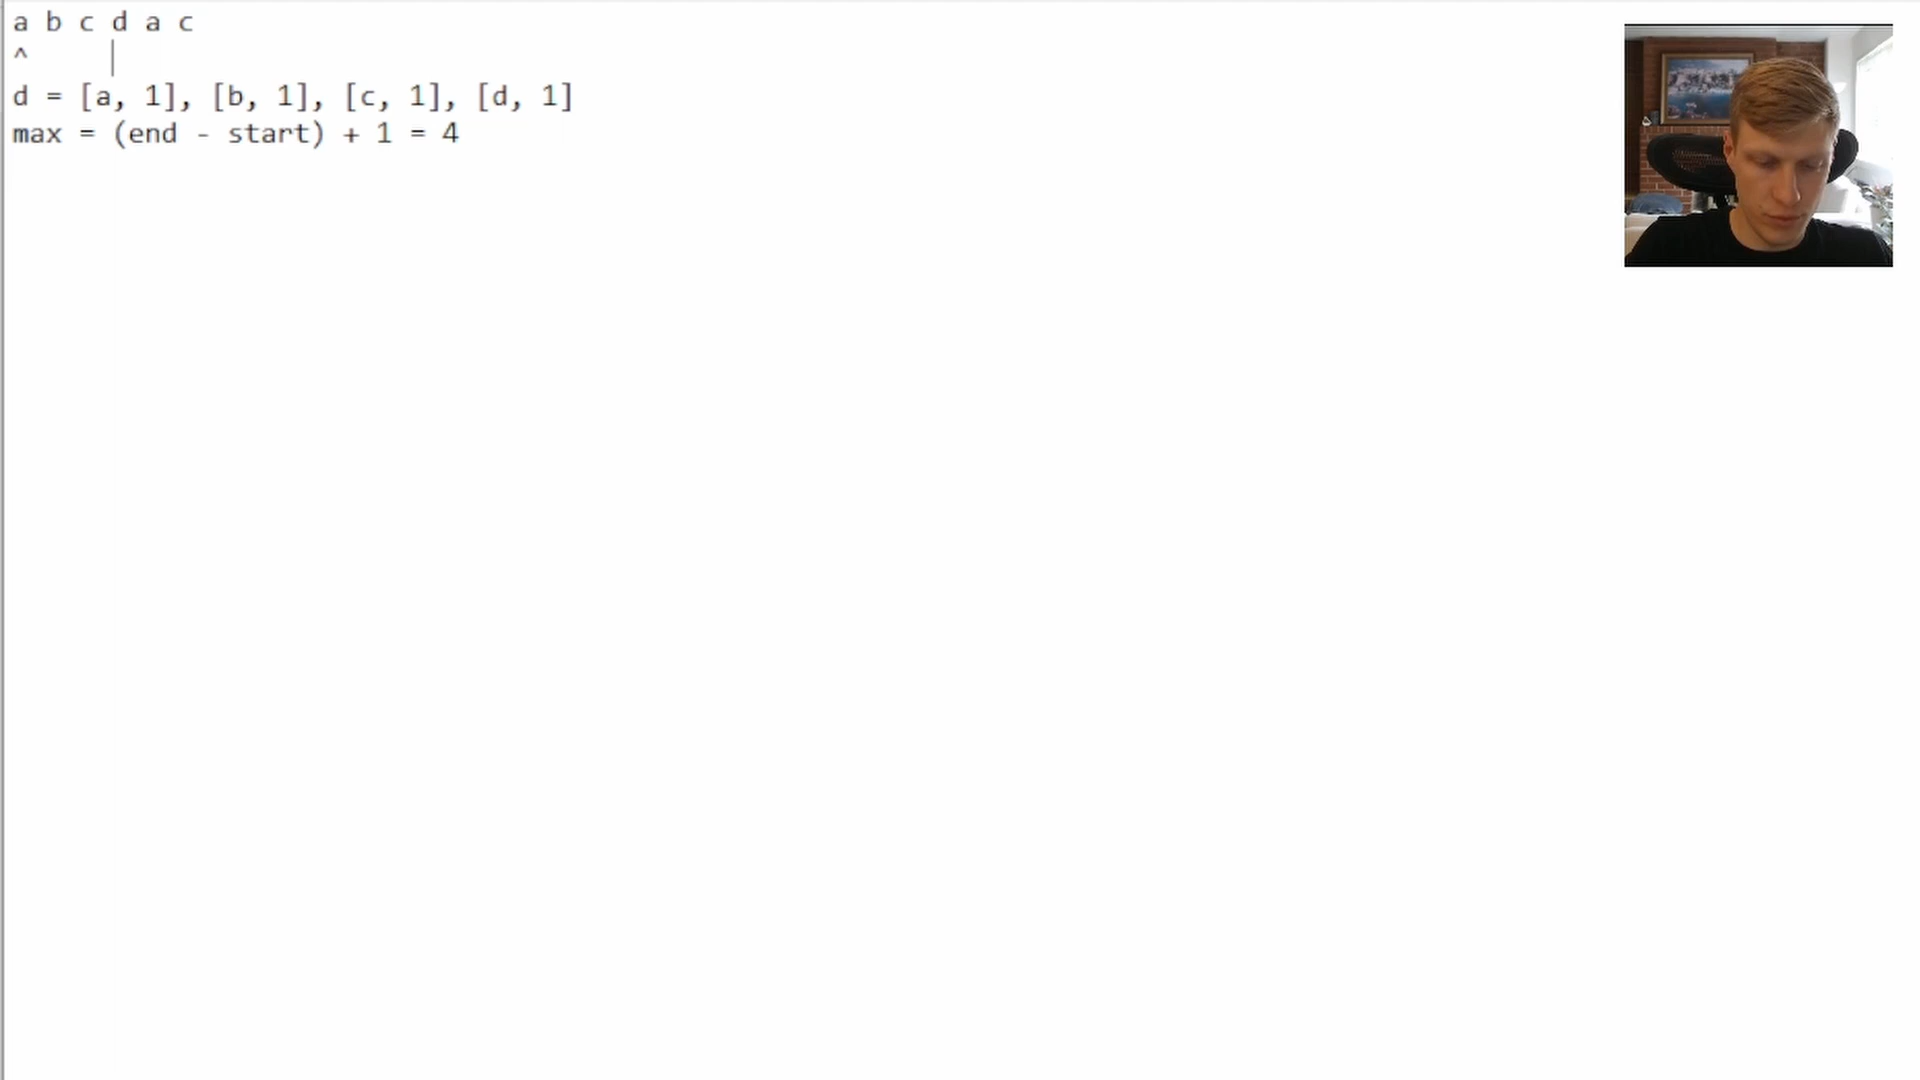 a b c d a c
^
d = [a, 1], [b, 1], [c, 1], [d, 1]
max = (end - start) + 1 = 4